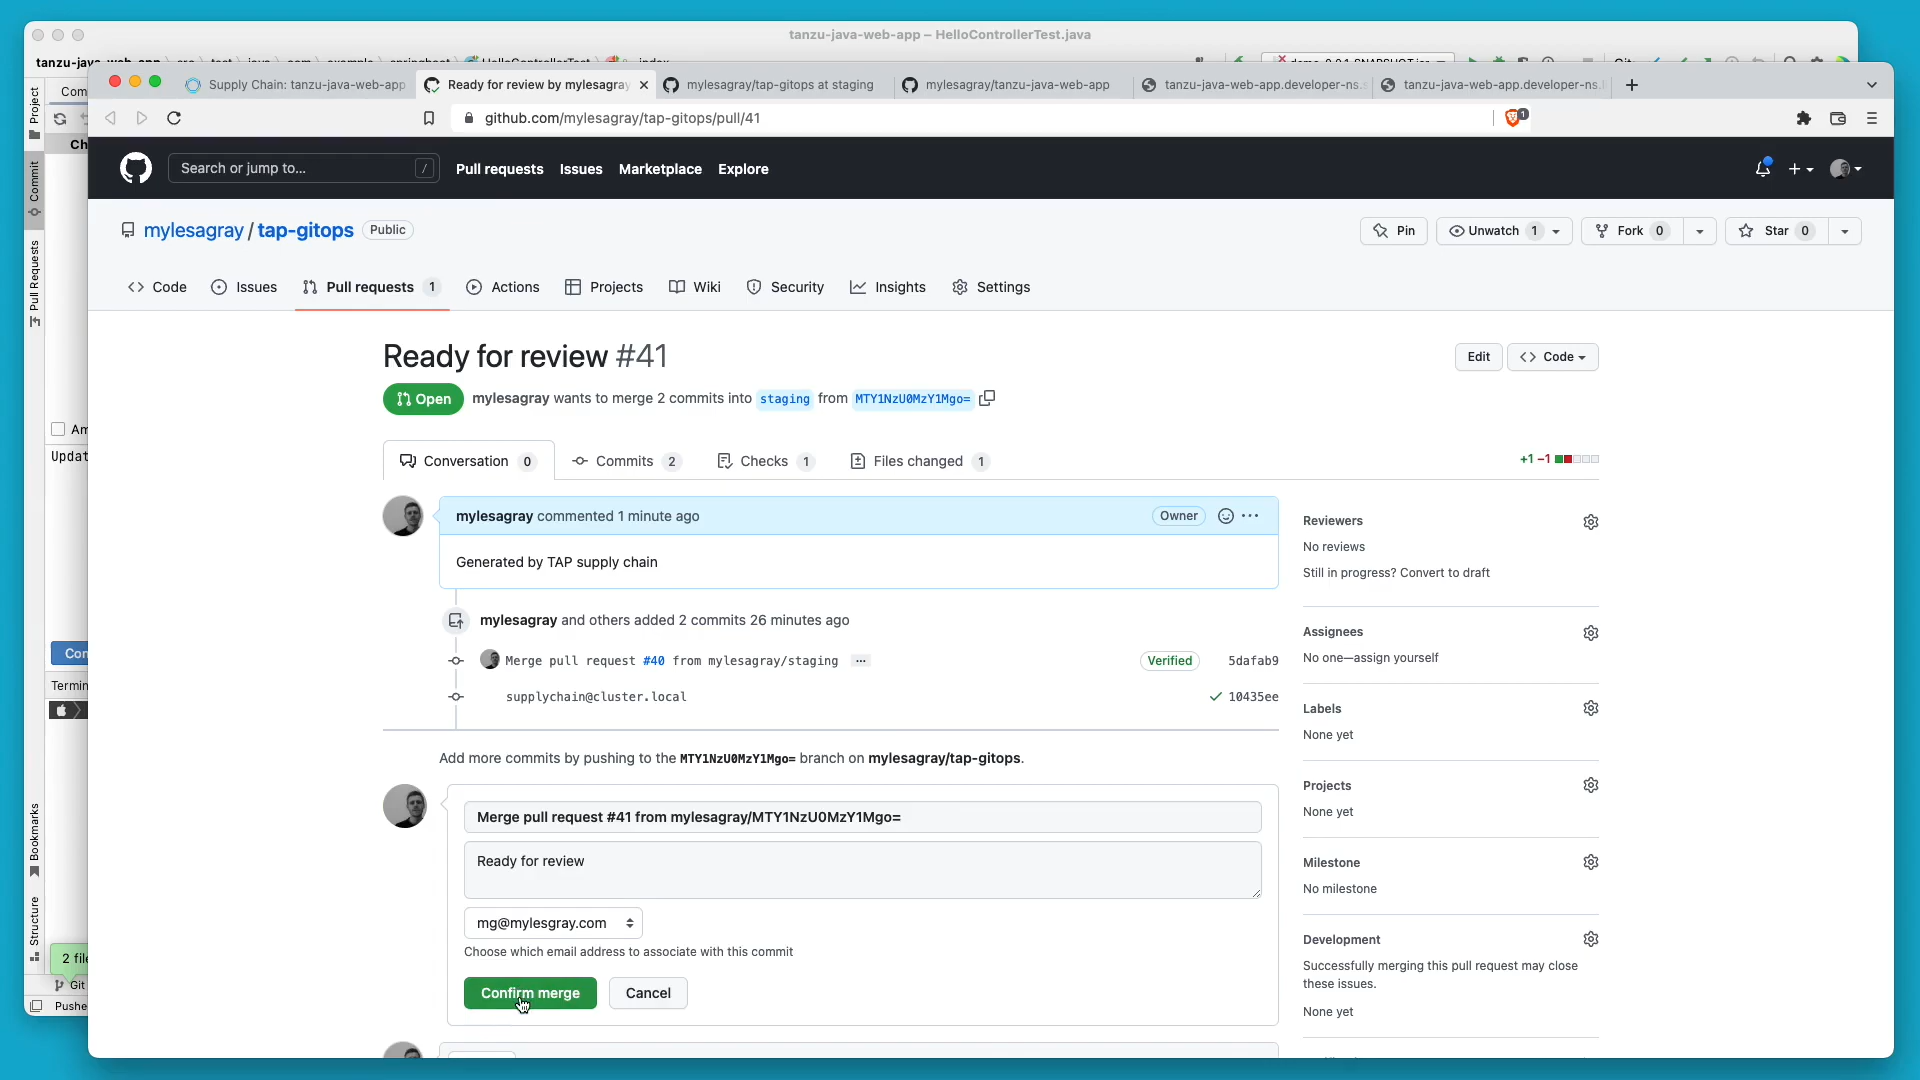 tanzu-java-web-app – HelloControllerTest.java
Supply Chain: tanzu-java-web-app
Ready for review by mylesagray
mylesagray/tap-gitops at staging
mylesagray/tanzu-java-web-app
tanzu-java-web-app.developer-ns.
tanzu-java-web-app.developer-ns.
github.com/mylesagray/tap-gitops/pull/41
1
Search or jump to...
/
Pull requests
Issues
Marketplace
Explore
mylesagray / tap-gitops
Public
Pin
Unwatch 1
Fork 0
Star 0
Code
Issues
Pull requests 1
Actions
Projects
Wiki
Security
Insights
Settings
Ready for review #41
Edit
Code
Open
mylesagray wants to merge 2 commits into staging from MTY1NzU0MzY1Mgo=
Conversation 0
Commits 2
Checks 1
Files changed 1
+1 −1
mylesagray commented 1 minute ago
Owner
Generated by TAP supply chain
mylesagray and others added 2 commits 26 minutes ago
Merge pull request #40 from mylesagray/staging ...
Verified
5dafab9
supplychain@cluster.local
10435ee
Add more commits by pushing to the MTY1NzU0MzY1Mgo= branch on mylesagray/tap-gitops.
Merge pull request #41 from mylesagray/MTY1NzU0MzY1Mgo=
Ready for review
mg@mylesgray.com
Choose which email address to associate with this commit
Confirm merge
Cancel
Reviewers
No reviews
Still in progress? Convert to draft
Assignees
No one—assign yourself
Labels
None yet
Projects
None yet
Milestone
No milestone
Development
Successfully merging this pull request may close
these issues.
None yet
Project
Commit
Pull Requests
Bookmarks
Structure
Com
Ch
Am
Updat
Con
Termin
2 file
Git
Pushe